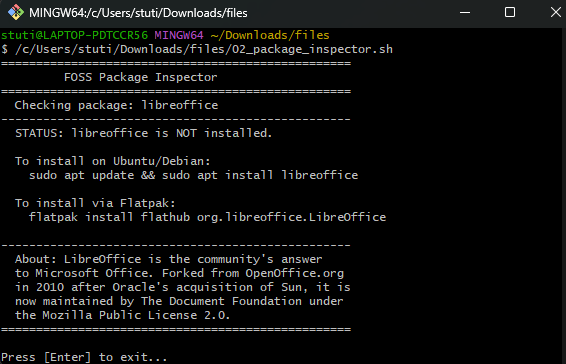 MINGW64:/c/Users/stuti/Downloads/files
stuti@LAPTOP-PDTCCR56 MINGW64 ~/Downloads/files
$ /c/Users/stuti/Downloads/files/02_package_inspector.sh
==================================================
FOSS Package Inspector
==================================================
Checking package: libreoffice
--------------------------------------------------
STATUS: libreoffice is NOT installed.
To install on Ubuntu/Debian:
sudo apt update && sudo apt install libreoffice
To install via Flatpak:
flatpak install flathub org.libreoffice.LibreOffice
--------------------------------------------------
About: LibreOffice is the community's answer
to Microsoft Office. Forked from OpenOffice.org
in 2010 after Oracle's acquisition of Sun, it is
now maintained by The Document Foundation under
the Mozilla Public License 2.0.
==================================================
Press [Enter] to exit...